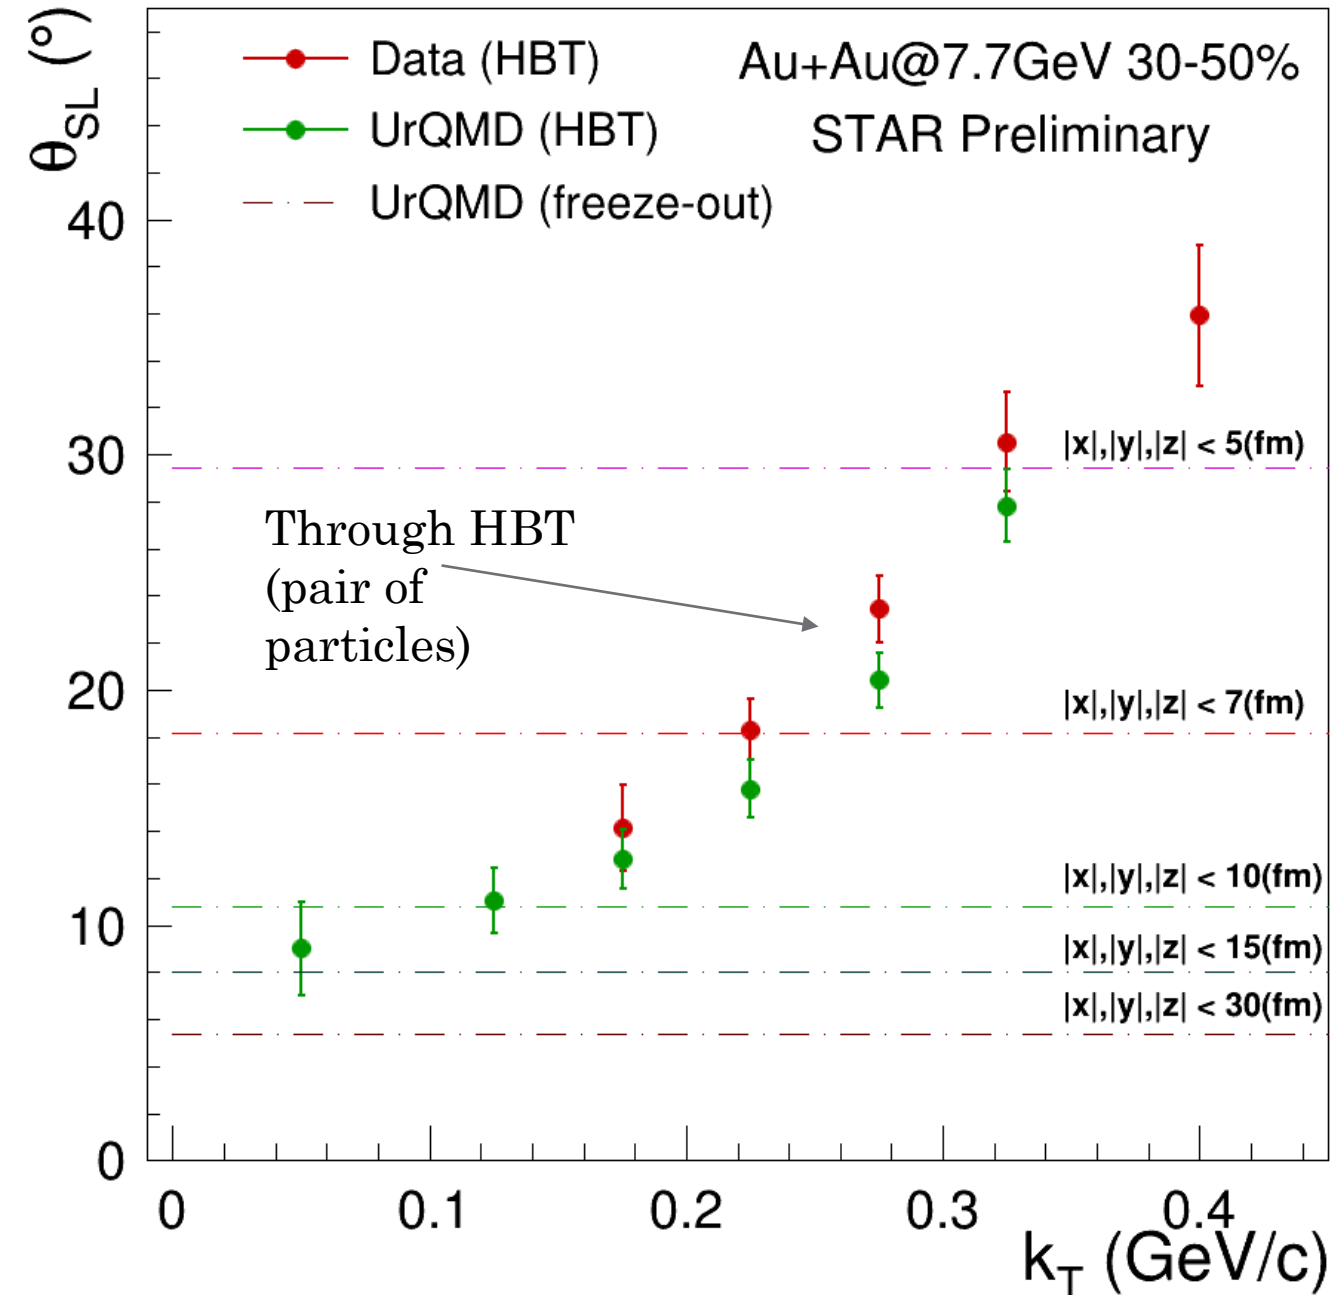 θSL (°)
Data (HBT)
UrQMD (HBT)
UrQMD (freeze-out)
Au+Au@7.7GeV 30-50%
STAR Preliminary
40
30
20
10
0
|x|,|y|,|z| < 5(fm)
Through HBT
(pair of
particles)
|x|,|y|,|z| < 7(fm)
|x|,|y|,|z| < 10(fm)
|x|,|y|,|z| < 15(fm)
|x|,|y|,|z| < 30(fm)
0 0.1 0.2 0.3 0.4
kT (GeV/c)